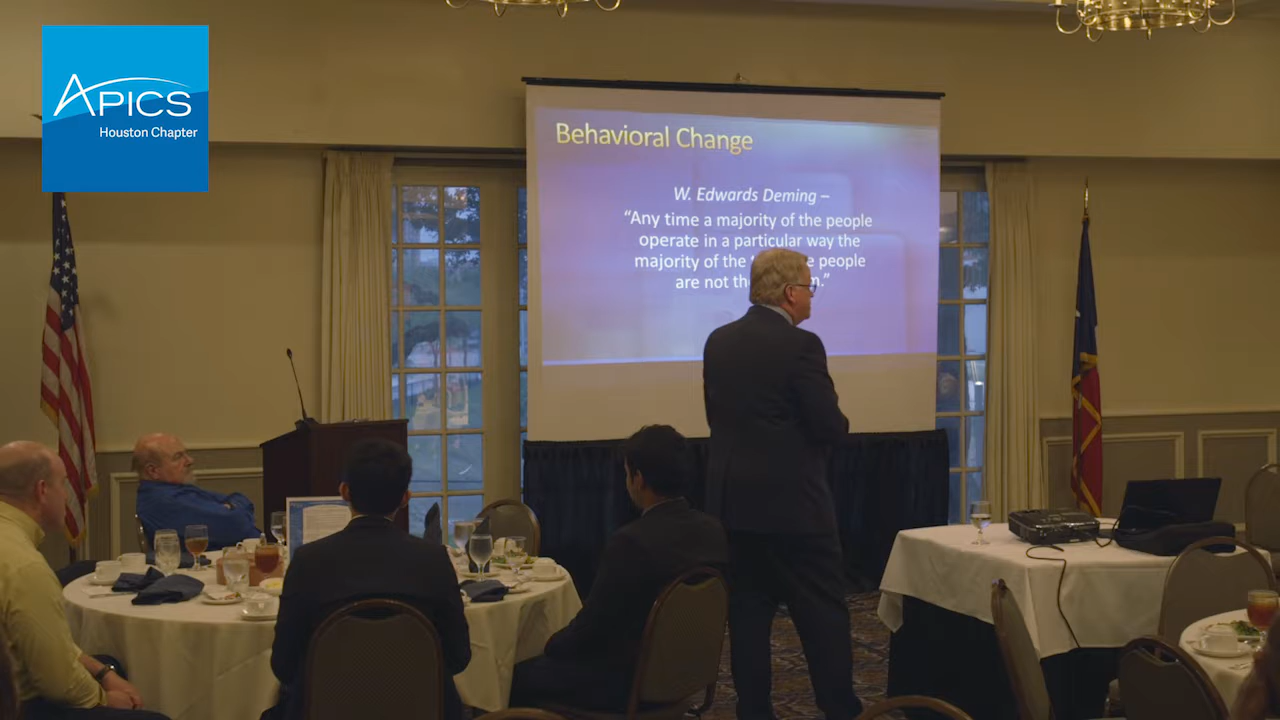 APICS
Houston Chapter
Behavioral Change
W. Edwards Deming –
“Any time a majority of the people
operate in a particular way the
majority of the people
are not